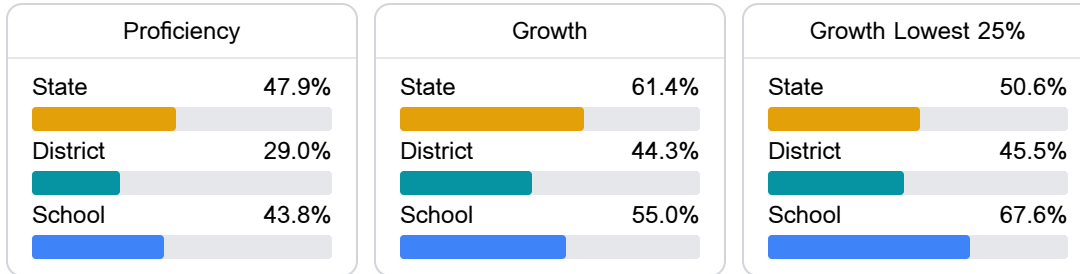 Proficiency
State 47.9%
District 29.0%
School 43.8%
Growth
State 61.4%
District 44.3%
School 55.0%
Growth Lowest 25%
State 50.6%
District 45.5%
School 67.6%